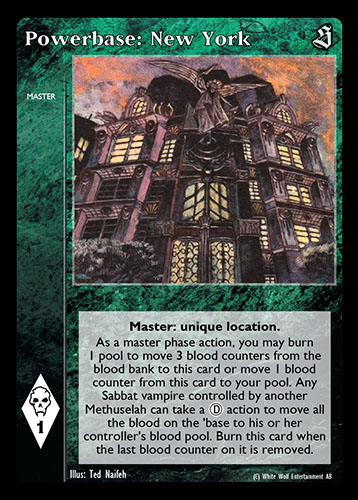 Powerbase: New York
MASTER
Master: unique location.
As a master phase action, you may burn
1 pool to move 3 blood counters from the
blood bank to this card or move 1 blood
counter from this card to your pool. Any
Sabbat vampire controlled by another
Methuselah can take a Ⓓ action to move all
the blood on the 'base to his or her
controller's blood pool. Burn this card when
the last blood counter on it is removed.
1
Illus: Ted Naifeh
(C) White Wolf Entertainment AB